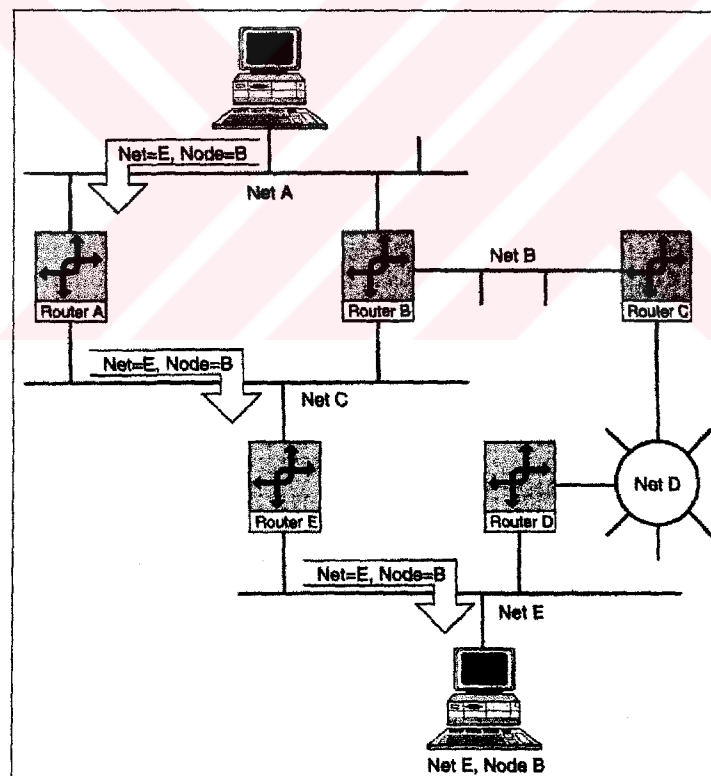 Net=E, Node=B
Net A
Router A
Router B
Net B
Router C
Net=E, Node=B
Net C
Router E
Router D
Net D
Net=E, Node=B
Net E
Net E, Node B